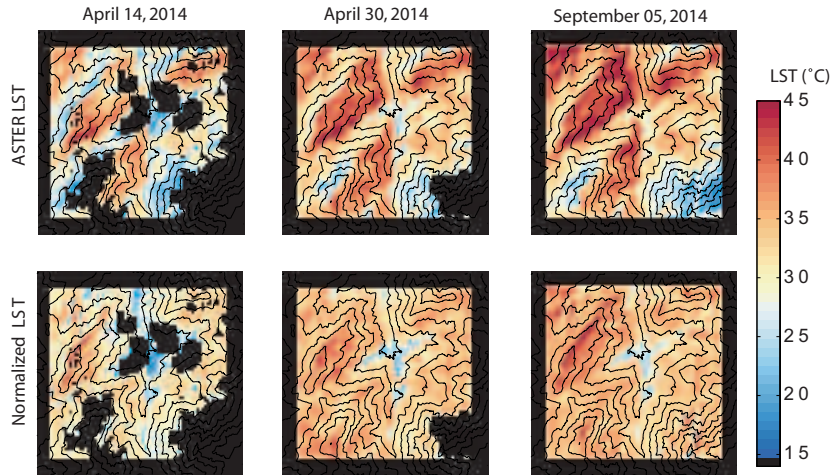 April 14, 2014
April 30, 2014
September 05, 2014
ASTER LST
Normalized LST
LST (˚C)
45
40
35
30
25
20
15